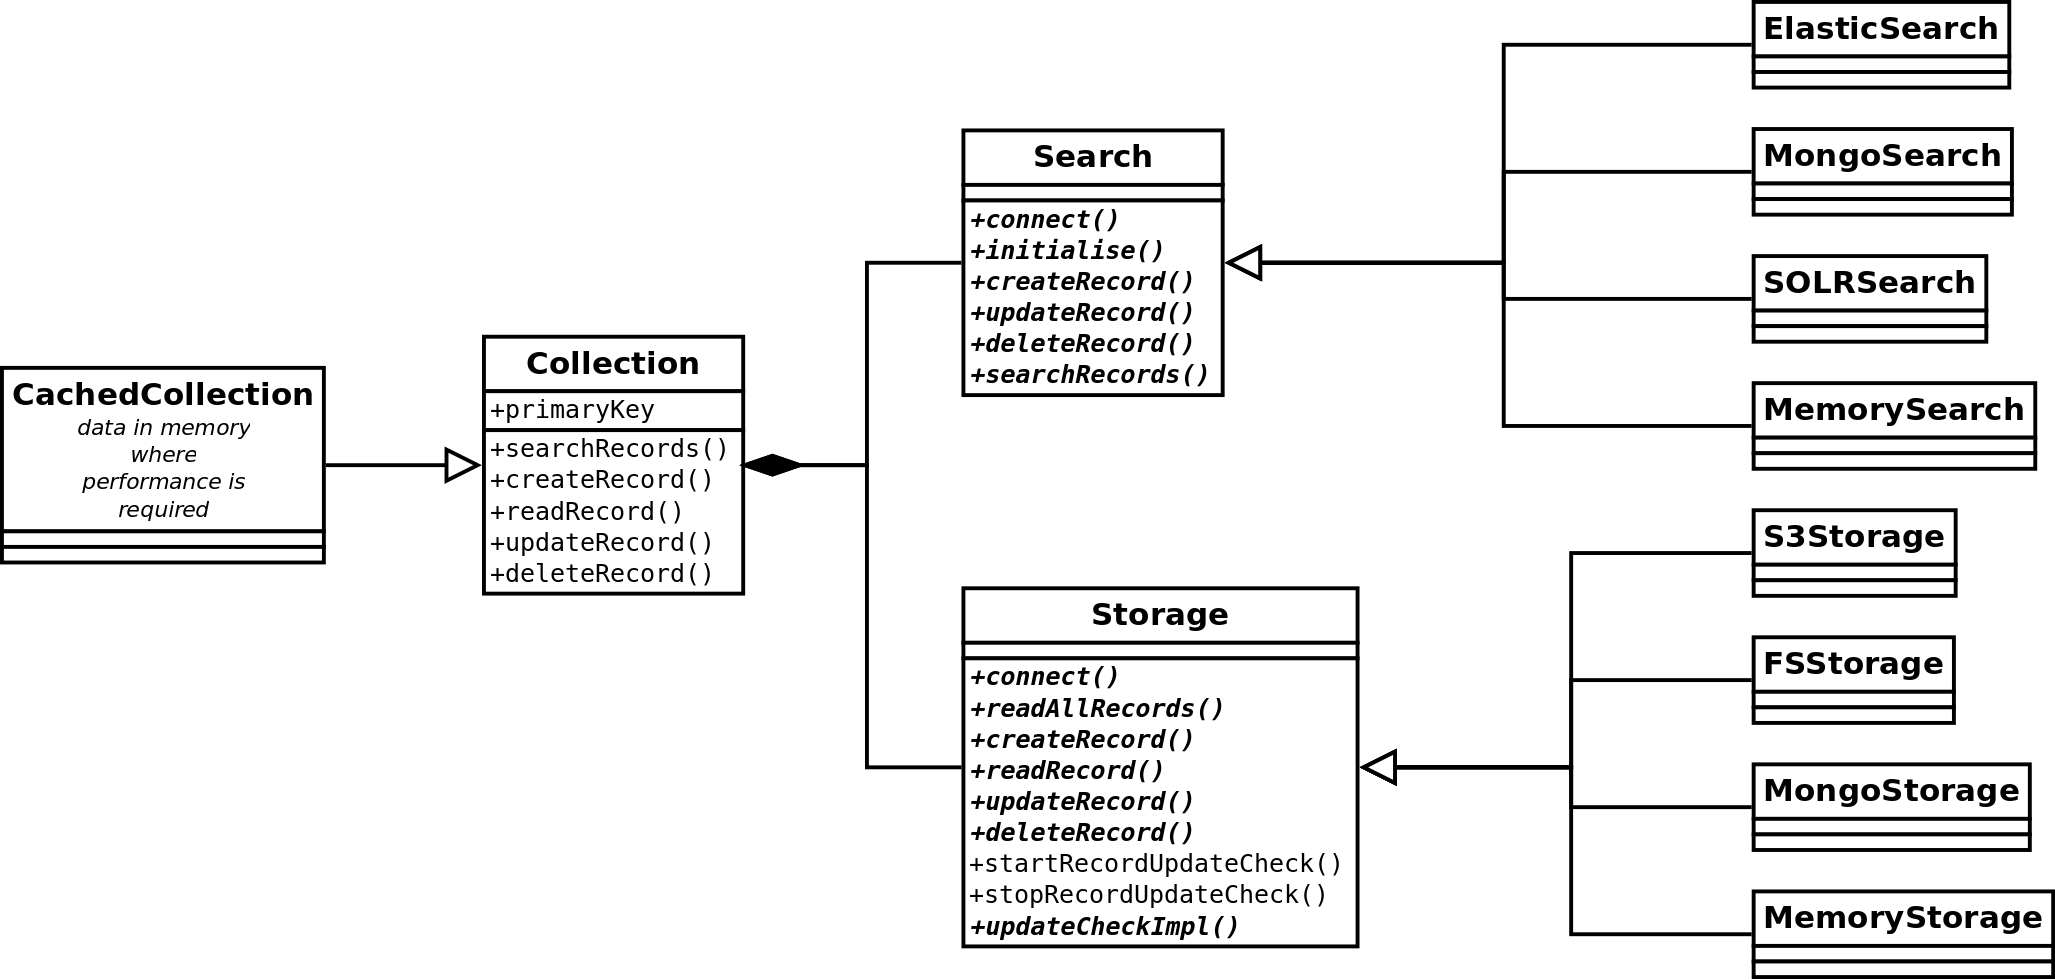 CachedCollection
data in memory
where
performance is
required
Collection
+primaryKey
+searchRecords()
+createRecord()
+readRecord()
+updateRecord()
+deleteRecord()
Search
+connect()
+initialise()
+createRecord()
+updateRecord()
+deleteRecord()
+searchRecords()
Storage
+connect()
+readAllRecords()
+createRecord()
+readRecord()
+updateRecord()
+deleteRecord()
+startRecordUpdateCheck()
+stopRecordUpdateCheck()
+updateCheckImpl()
ElasticSearch
MongoSearch
SOLRSearch
MemorySearch
S3Storage
FSStorage
MongoStorage
MemoryStorage